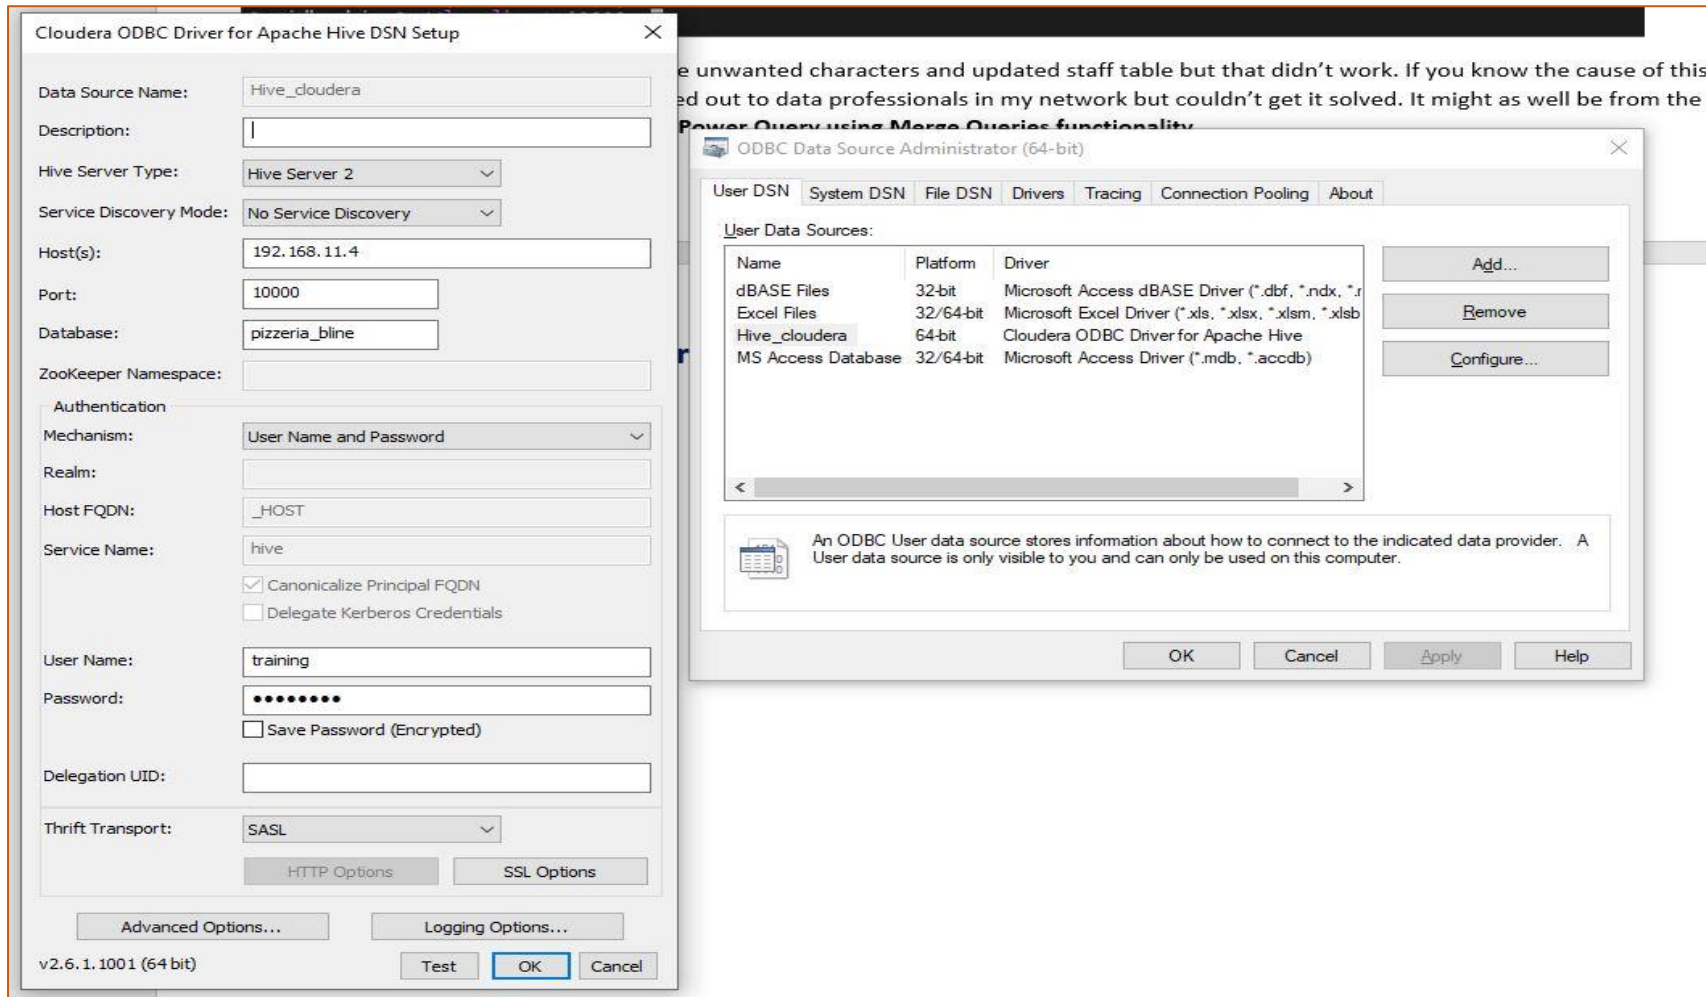 Cloudera ODBC Driver for Apache Hive DSN Setup
Data Source Name: Hive_cloudera
Description:
Hive Server Type: Hive Server 2
Service Discovery Mode: No Service Discovery
Host(s): 192.168.11.4
Port: 10000
Database: pizzeria_bline
ZooKeeper Namespace:
Authentication
Mechanism: User Name and Password
Realm:
Host FQDN: _HOST
Service Name: hive
Canonicalize Principal FQDN
Delegate Kerberos Credentials
User Name: training
Password: ••••••••
Save Password (Encrypted)
Delegation UID:
Thrift Transport: SASL
HTTP Options SSL Options
Advanced Options... Logging Options...
v2.6.1.1001 (64 bit) Test OK Cancel
e unwanted characters and updated staff table but that didn’t work. If you know the cause of this
ed out to data professionals in my network but couldn’t get it solved. It might as well be from the
Power Query using Merge Queries functionality
r
ODBC Data Source Administrator (64-bit)
User DSN System DSN File DSN Drivers Tracing Connection Pooling About
User Data Sources:
Name Platform Driver
dBASE Files 32-bit Microsoft Access dBASE Driver (*.dbf, *.ndx, *.r
Excel Files 32/64-bit Microsoft Excel Driver (*.xls, *.xlsx, *.xlsm, *.xlsb
Hive_cloudera 64-bit Cloudera ODBC Driver for Apache Hive
MS Access Database 32/64-bit Microsoft Access Driver (*.mdb, *.accdb)
Add...
Remove
Configure...
An ODBC User data source stores information about how to connect to the indicated data provider. A
User data source is only visible to you and can only be used on this computer.
OK Cancel Apply Help